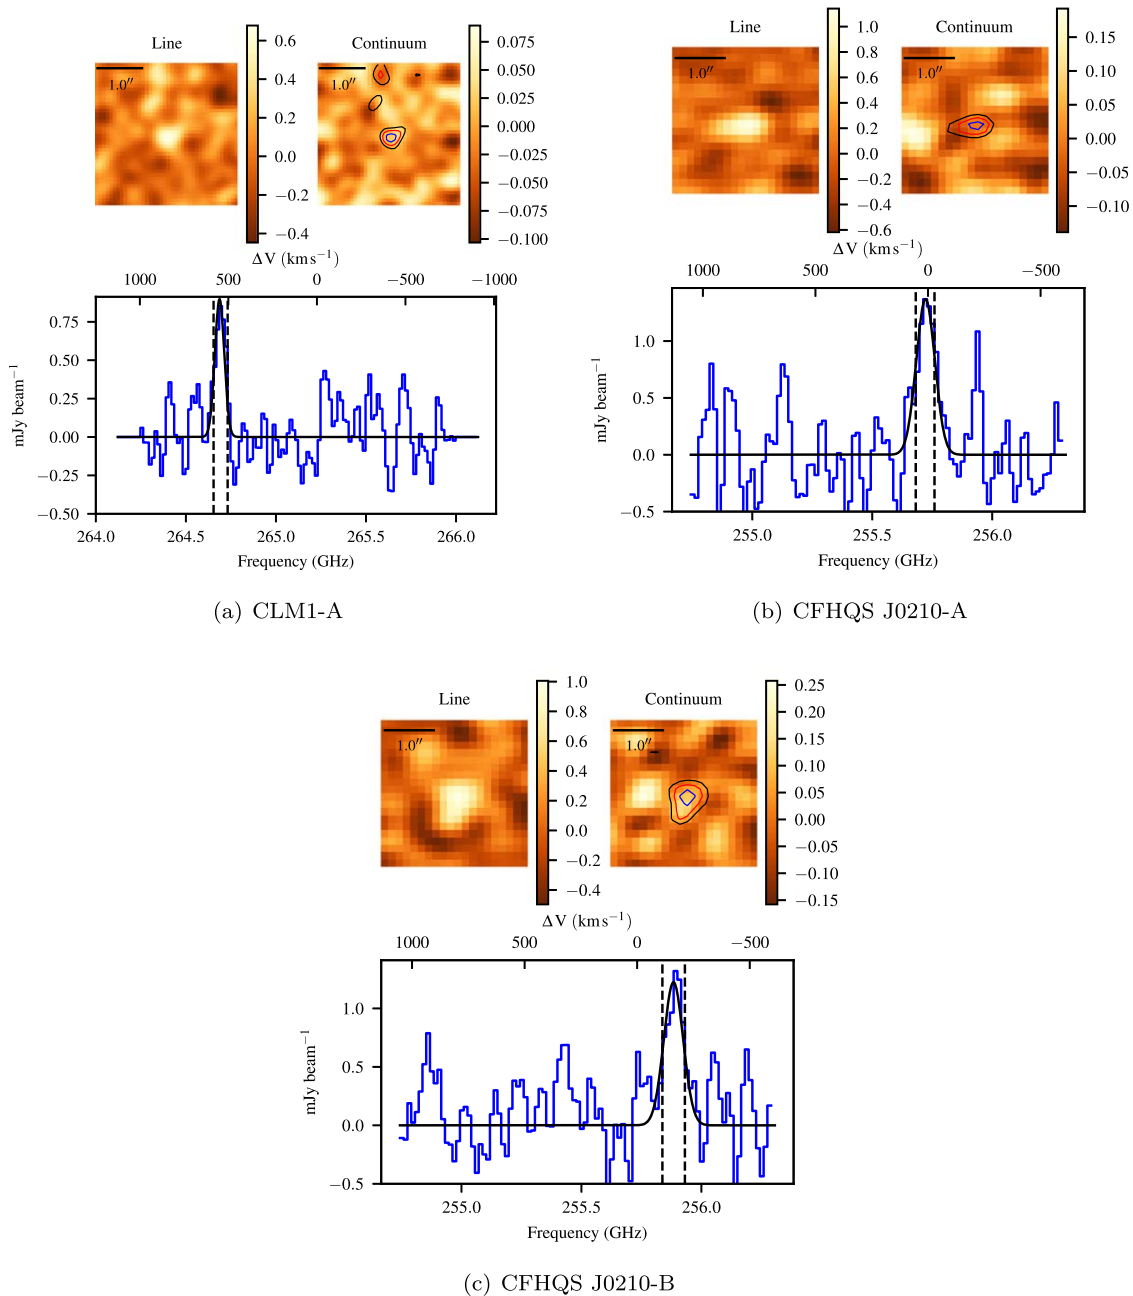 Line
Continuum
1.0″
1.0″
0.6
0.4
0.2
0.0
−0.2
−0.4
0.075
0.050
0.025
0.000
−0.025
−0.050
−0.075
−0.100
ΔV (km s⁻¹)
1000 500 0 −500 −1000
0.75
0.50
0.25
0.00
−0.25
−0.50
mJy beam⁻¹
264.0 264.5 265.0 265.5 266.0
Frequency (GHz)
(a) CLM1-A
Line
Continuum
1.0″
1.0″
1.0
0.8
0.6
0.4
0.2
0.0
−0.2
−0.4
−0.6
0.15
0.10
0.05
0.00
−0.05
−0.10
ΔV (km s⁻¹)
1000 500 0 −500
1.0
0.5
0.0
−0.5
mJy beam⁻¹
255.0 255.5 256.0
Frequency (GHz)
(b) CFHQS J0210-A
Line
Continuum
1.0″
1.0″
1.0
0.8
0.6
0.4
0.2
0.0
−0.2
−0.4
0.25
0.20
0.15
0.10
0.05
0.00
−0.05
−0.10
−0.15
ΔV (km s⁻¹)
1000 500 0 −500
1.0
0.5
0.0
−0.5
mJy beam⁻¹
255.0 255.5 256.0
Frequency (GHz)
(c) CFHQS J0210-B